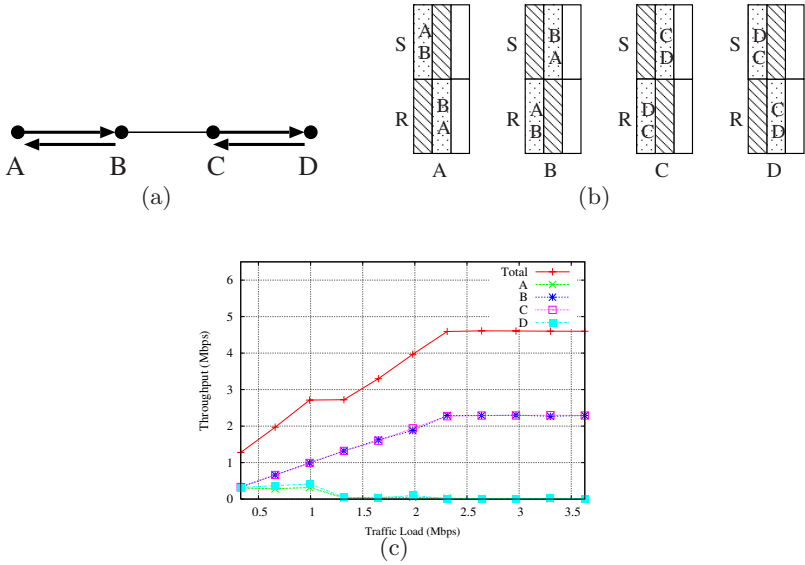 A B C D
(a)
S A B
R B A
A
S B A
R A B
B
S C D
R D C
C
S D C
R C D
D
(b)
Total
A
B
C
D
Throughput (Mbps)
6
5
4
3
2
1
0
0.5 1 1.5 2 2.5 3 3.5
Traffic Load (Mbps)
(c)